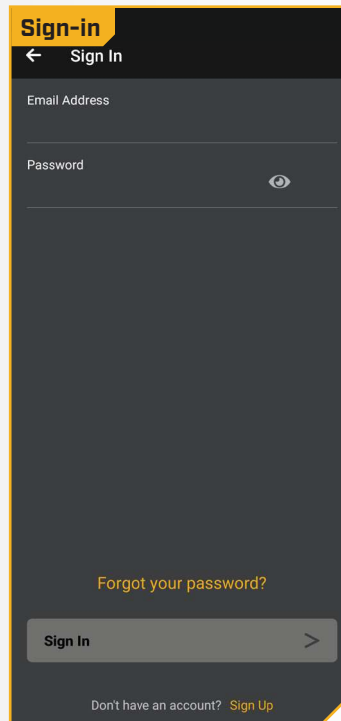 Sign-in
Sign In
Email Address
Password
Forgot your password?
Sign In
Don't have an account? Sign Up